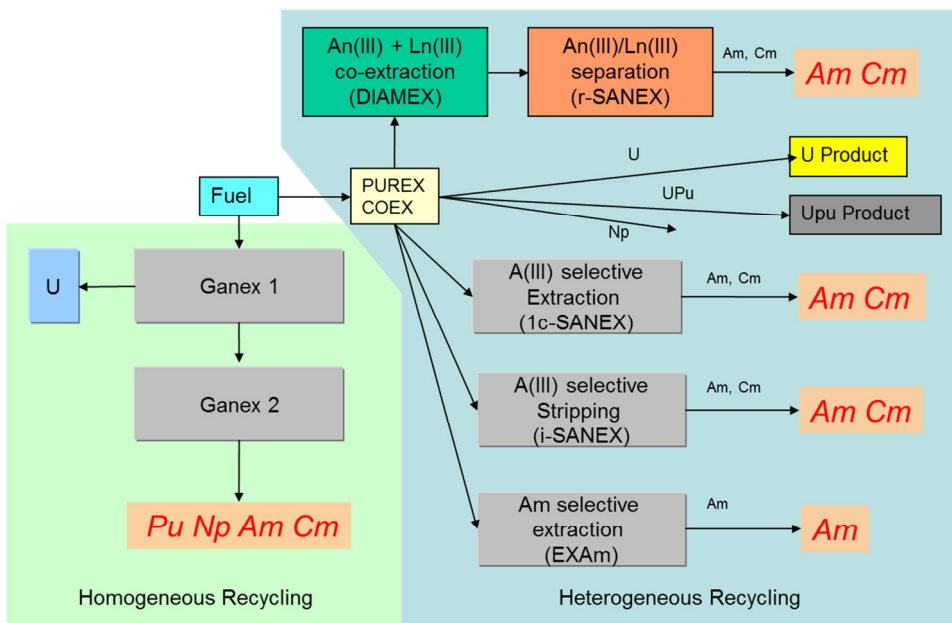 An(III) + Ln(III)
co-extraction
(DIAMEX)
An(III)/Ln(III)
separation
(r-SANEX)
Am, Cm
Am Cm
U
U Product
Fuel
PUREX
COEX
UPu
Upu Product
Np
U
Ganex 1
A(III) selective
Extraction
(1c-SANEX)
Am, Cm
Am Cm
Ganex 2
A(III) selective
Stripping
(i-SANEX)
Am, Cm
Am Cm
Pu Np Am Cm
Am selective
extraction
(EXAm)
Am
Am
Homogeneous Recycling
Heterogeneous Recycling